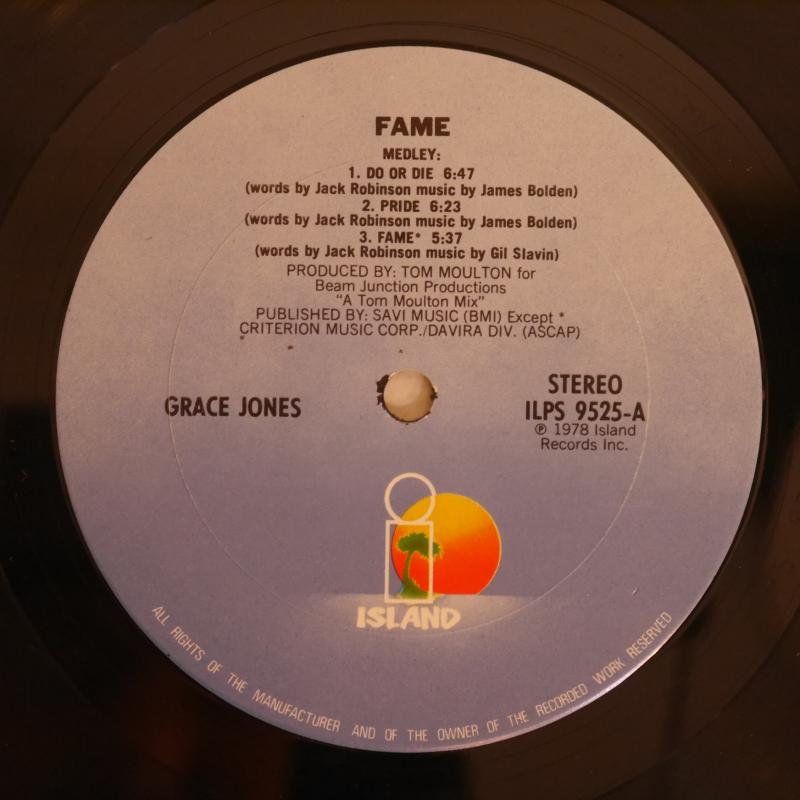 FAME
MEDLEY:
1. DO OR DIE 6:47
(words by Jack Robinson music by James Bolden)
2. PRIDE 6:23
(words by Jack Robinson music by James Bolden)
3. FAME* 5:37
(words by Jack Robinson music by Gil Slavin)
PRODUCED BY: TOM MOULTON for
Beam Junction Productions
"A Tom Moulton Mix"
PUBLISHED BY: SAVI MUSIC (BMI) Except *
CRITERION MUSIC CORP./DAVIRA DIV. (ASCAP)
GRACE JONES
STEREO
ILPS 9525-A
℗ 1978 Island
Records Inc.
i
ISLAND
ALL RIGHTS OF THE MANUFACTURER AND OF THE OWNER OF THE RECORDED WORK RESERVED